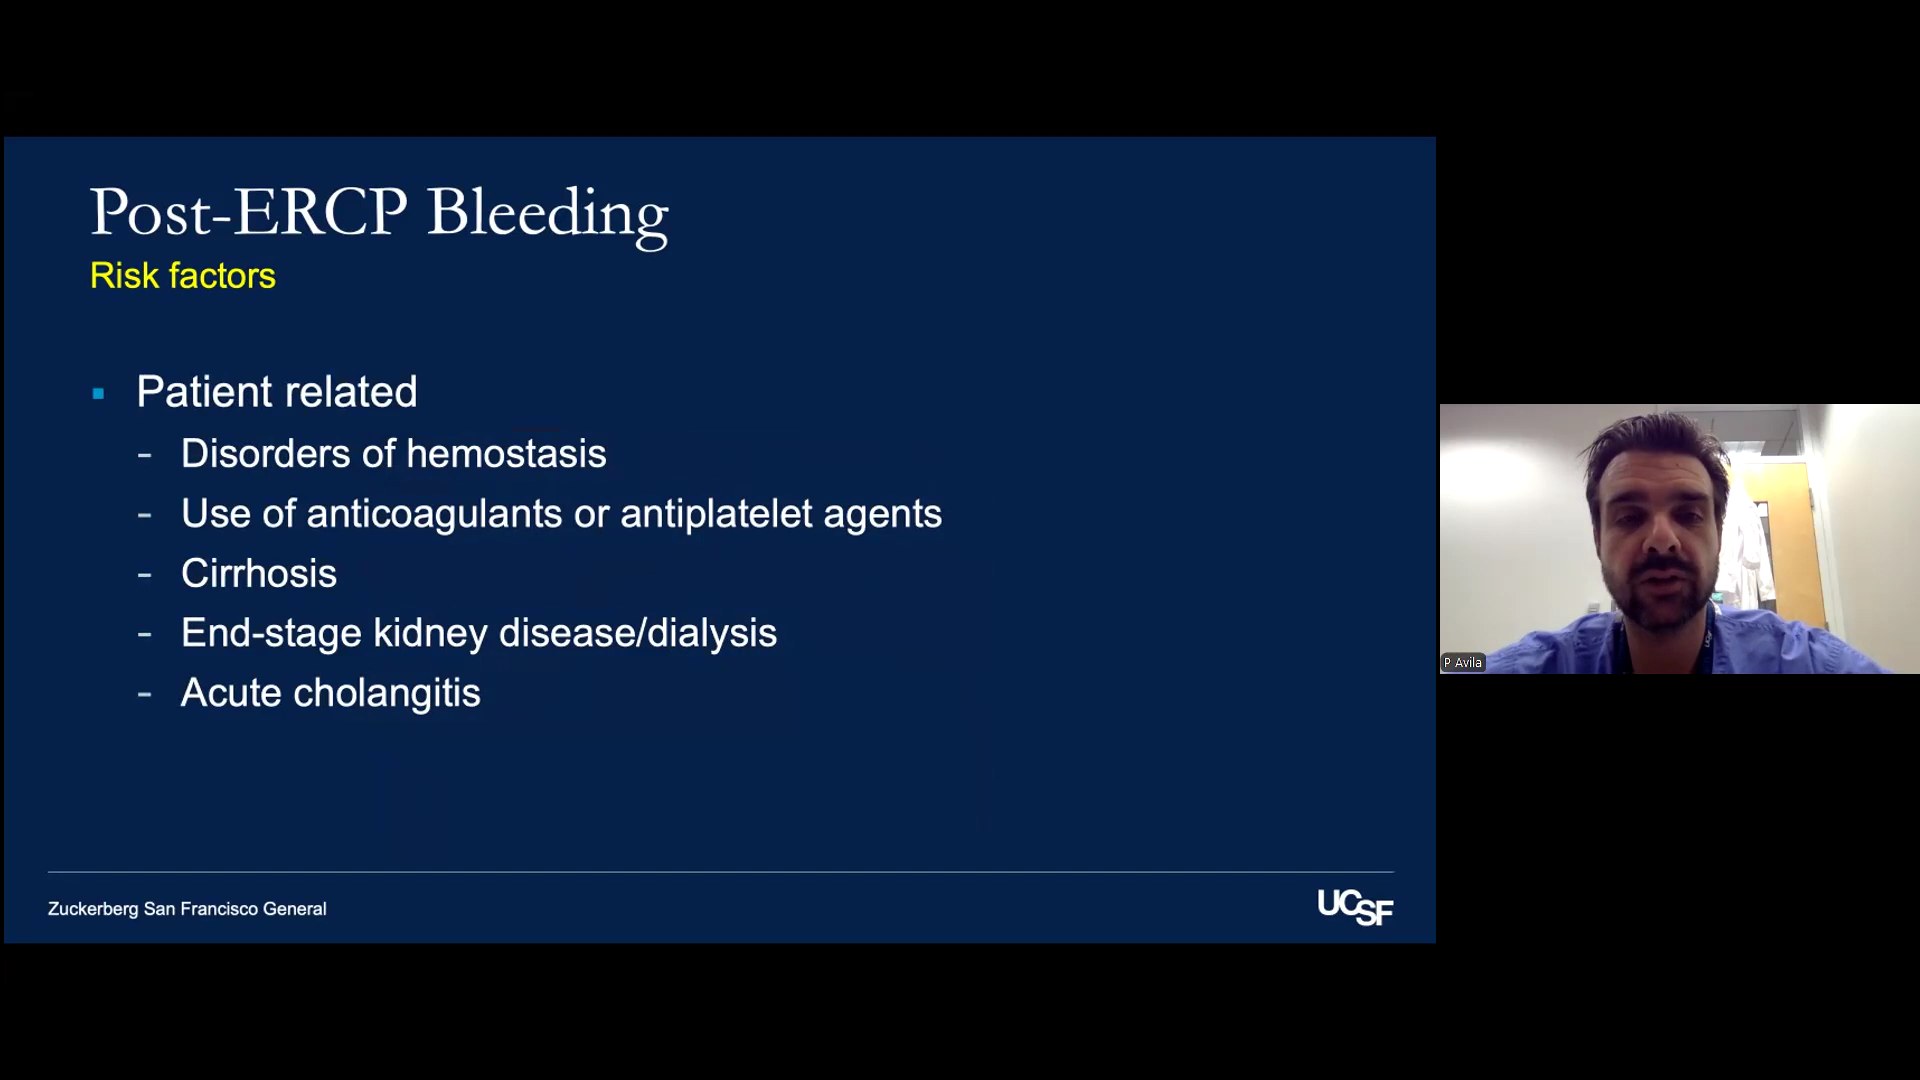 Post-ERCP Bleeding
Risk factors
Patient related
- Disorders of hemostasis
- Use of anticoagulants or antiplatelet agents
- Cirrhosis
- End-stage kidney disease/dialysis
- Acute cholangitis
Zuckerberg San Francisco General
UCSF
P Avila